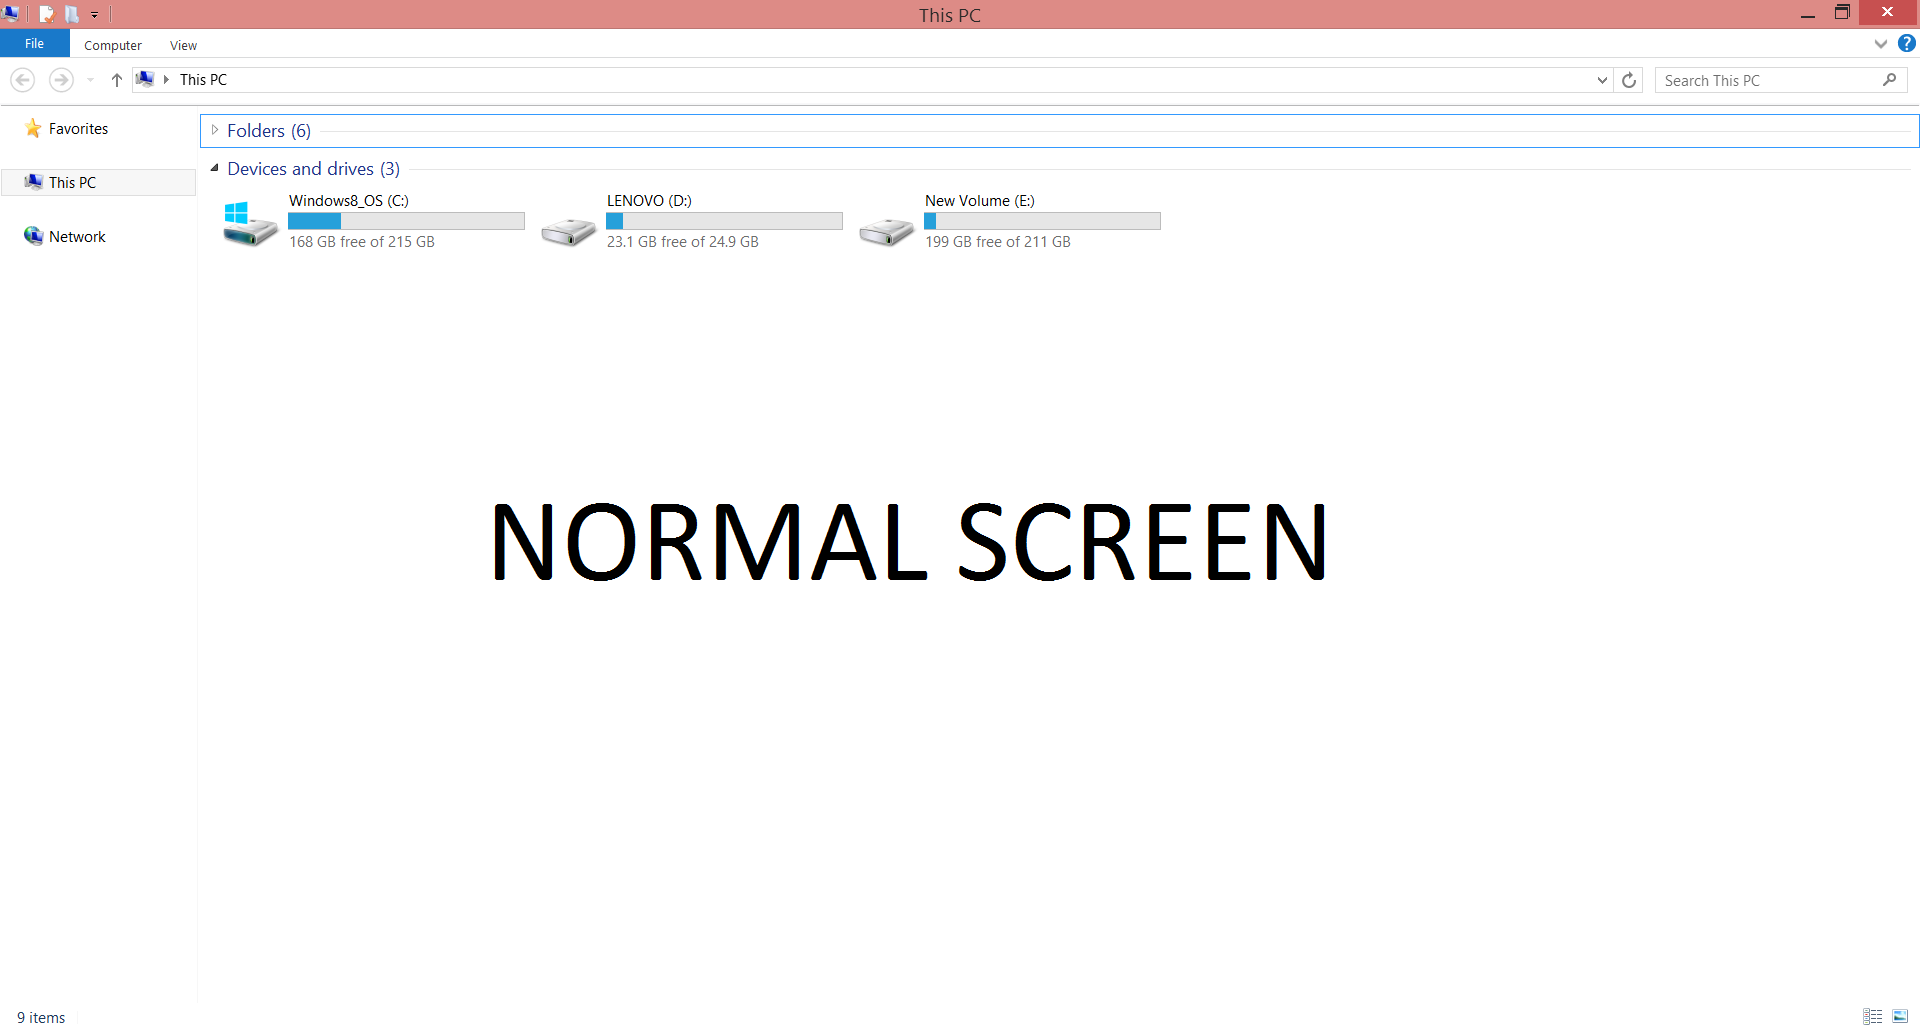 This PC
File Computer View
This PC Search This PC
Favorites
This PC
Network
Folders (6)
Devices and drives (3)
Windows8_OS (C:)
168 GB free of 215 GB
LENOVO (D:)
23.1 GB free of 24.9 GB
New Volume (E:)
199 GB free of 211 GB
NORMAL SCREEN
9 items